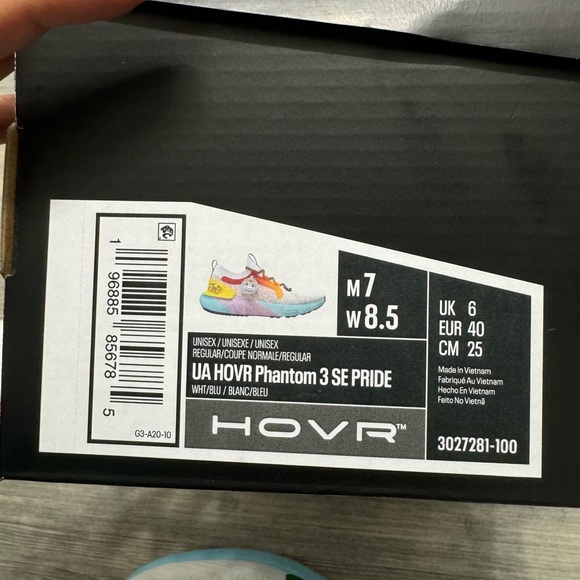 1 96885 85678 5
G3-A20-10
M 7
W 8.5
UNISEX / UNISEXE / UNISEX
REGULAR/COUPE NORMALE/REGULAR
UA HOVR Phantom 3 SE PRIDE
WHT/BLU / BLANC/BLEU
HOVR™
UK 6
EUR 40
CM 25
Made in Vietnam
Fabriqué Au Vietnam
Hecho En Vietnam
Feito No Vietnã
3027281-100